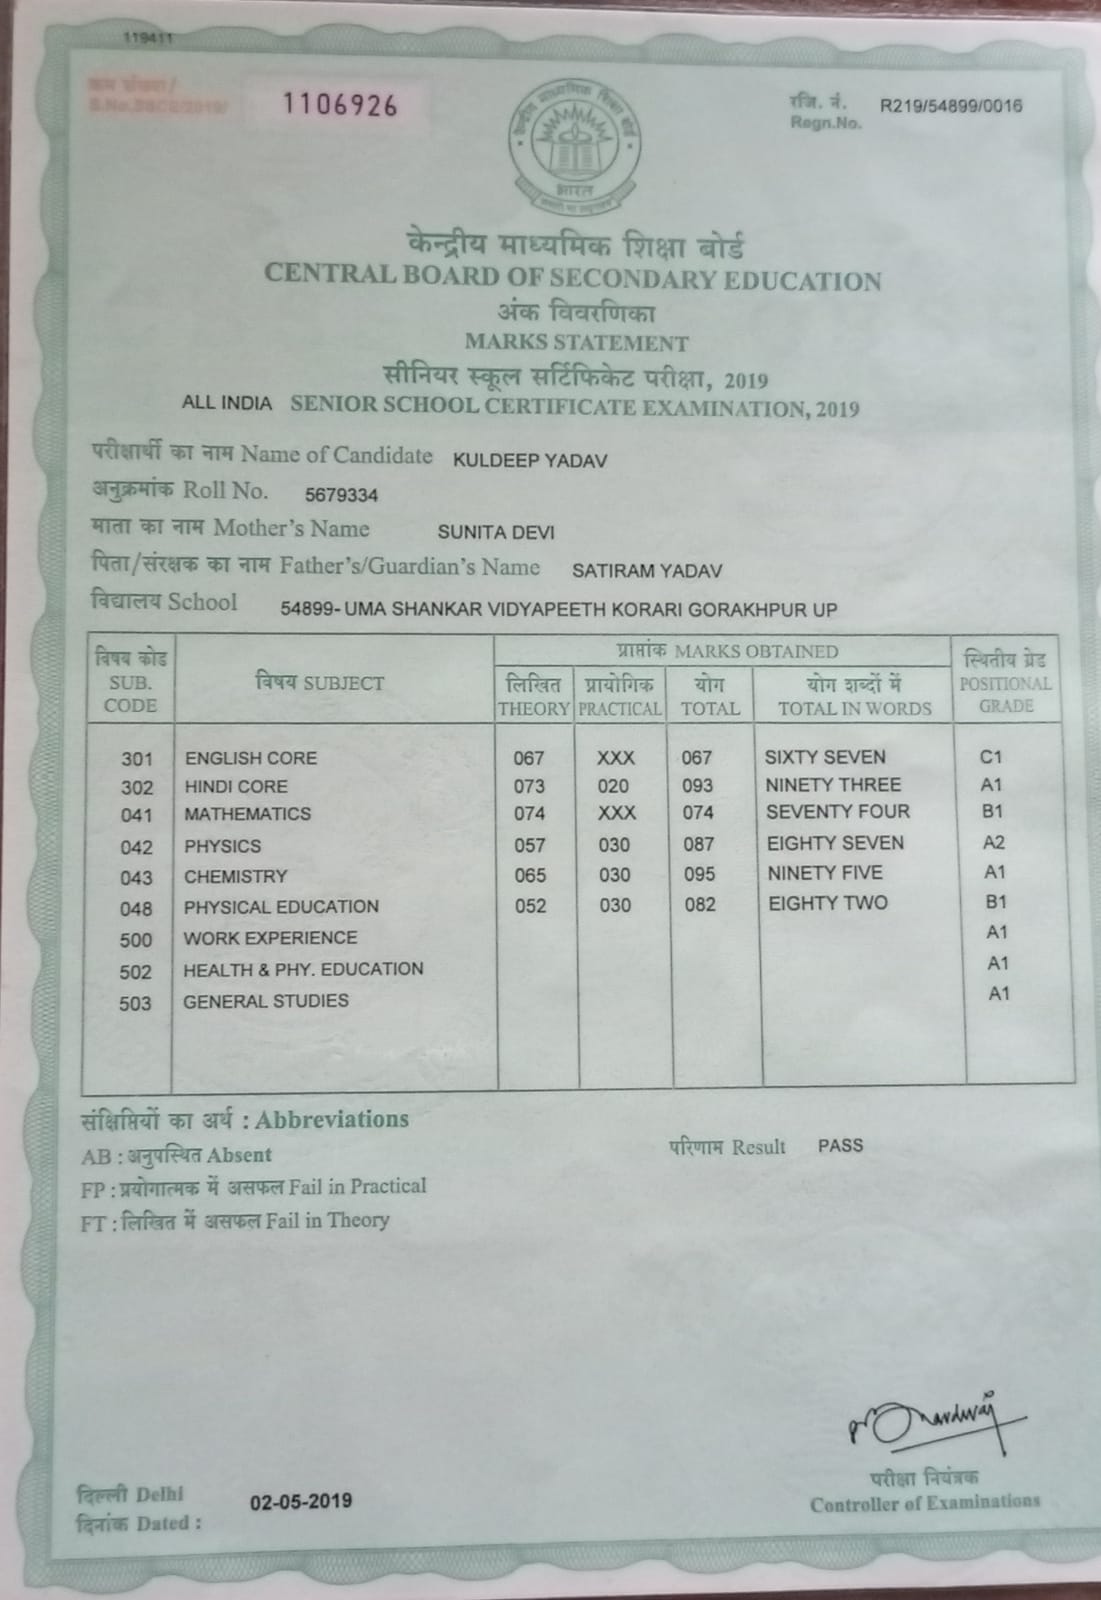 119411
क्रम संख्या/
S.No.SSCE/2019/
1106926
रजि. नं.
Regn.No.
R219/54899/0016
केन्द्रीय माध्यमिक शिक्षा बोर्ड
भारत
केन्द्रीय माध्यमिक शिक्षा बोर्ड
CENTRAL BOARD OF SECONDARY EDUCATION
अंक विवरणिका
MARKS STATEMENT
सीनियर स्कूल सर्टिफिकेट परीक्षा, 2019
ALL INDIA SENIOR SCHOOL CERTIFICATE EXAMINATION, 2019
परीक्षार्थी का नाम Name of Candidate KULDEEP YADAV
अनुक्रमांक Roll No. 5679334
माता का नाम Mother's Name SUNITA DEVI
पिता/संरक्षक का नाम Father's/Guardian's Name SATIRAM YADAV
विद्यालय School 54899- UMA SHANKAR VIDYAPEETH KORARI GORAKHPUR UP
विषय कोड SUB. CODE
विषय SUBJECT
प्राप्तांक MARKS OBTAINED
लिखित THEORY
प्रायोगिक PRACTICAL
योग TOTAL
योग शब्दों में TOTAL IN WORDS
स्थितीय ग्रेड POSITIONAL GRADE
301 ENGLISH CORE 067 XXX 067 SIXTY SEVEN C1
302 HINDI CORE 073 020 093 NINETY THREE A1
041 MATHEMATICS 074 XXX 074 SEVENTY FOUR B1
042 PHYSICS 057 030 087 EIGHTY SEVEN A2
043 CHEMISTRY 065 030 095 NINETY FIVE A1
048 PHYSICAL EDUCATION 052 030 082 EIGHTY TWO B1
500 WORK EXPERIENCE A1
502 HEALTH & PHY. EDUCATION A1
503 GENERAL STUDIES A1
संक्षिप्तियों का अर्थ : Abbreviations
AB : अनुपस्थित Absent
परिणाम Result PASS
FP : प्रयोगात्मक में असफल Fail in Practical
FT : लिखित में असफल Fail in Theory
परीक्षा नियंत्रक
Controller of Examinations
दिल्ली Delhi
दिनांक Dated : 02-05-2019